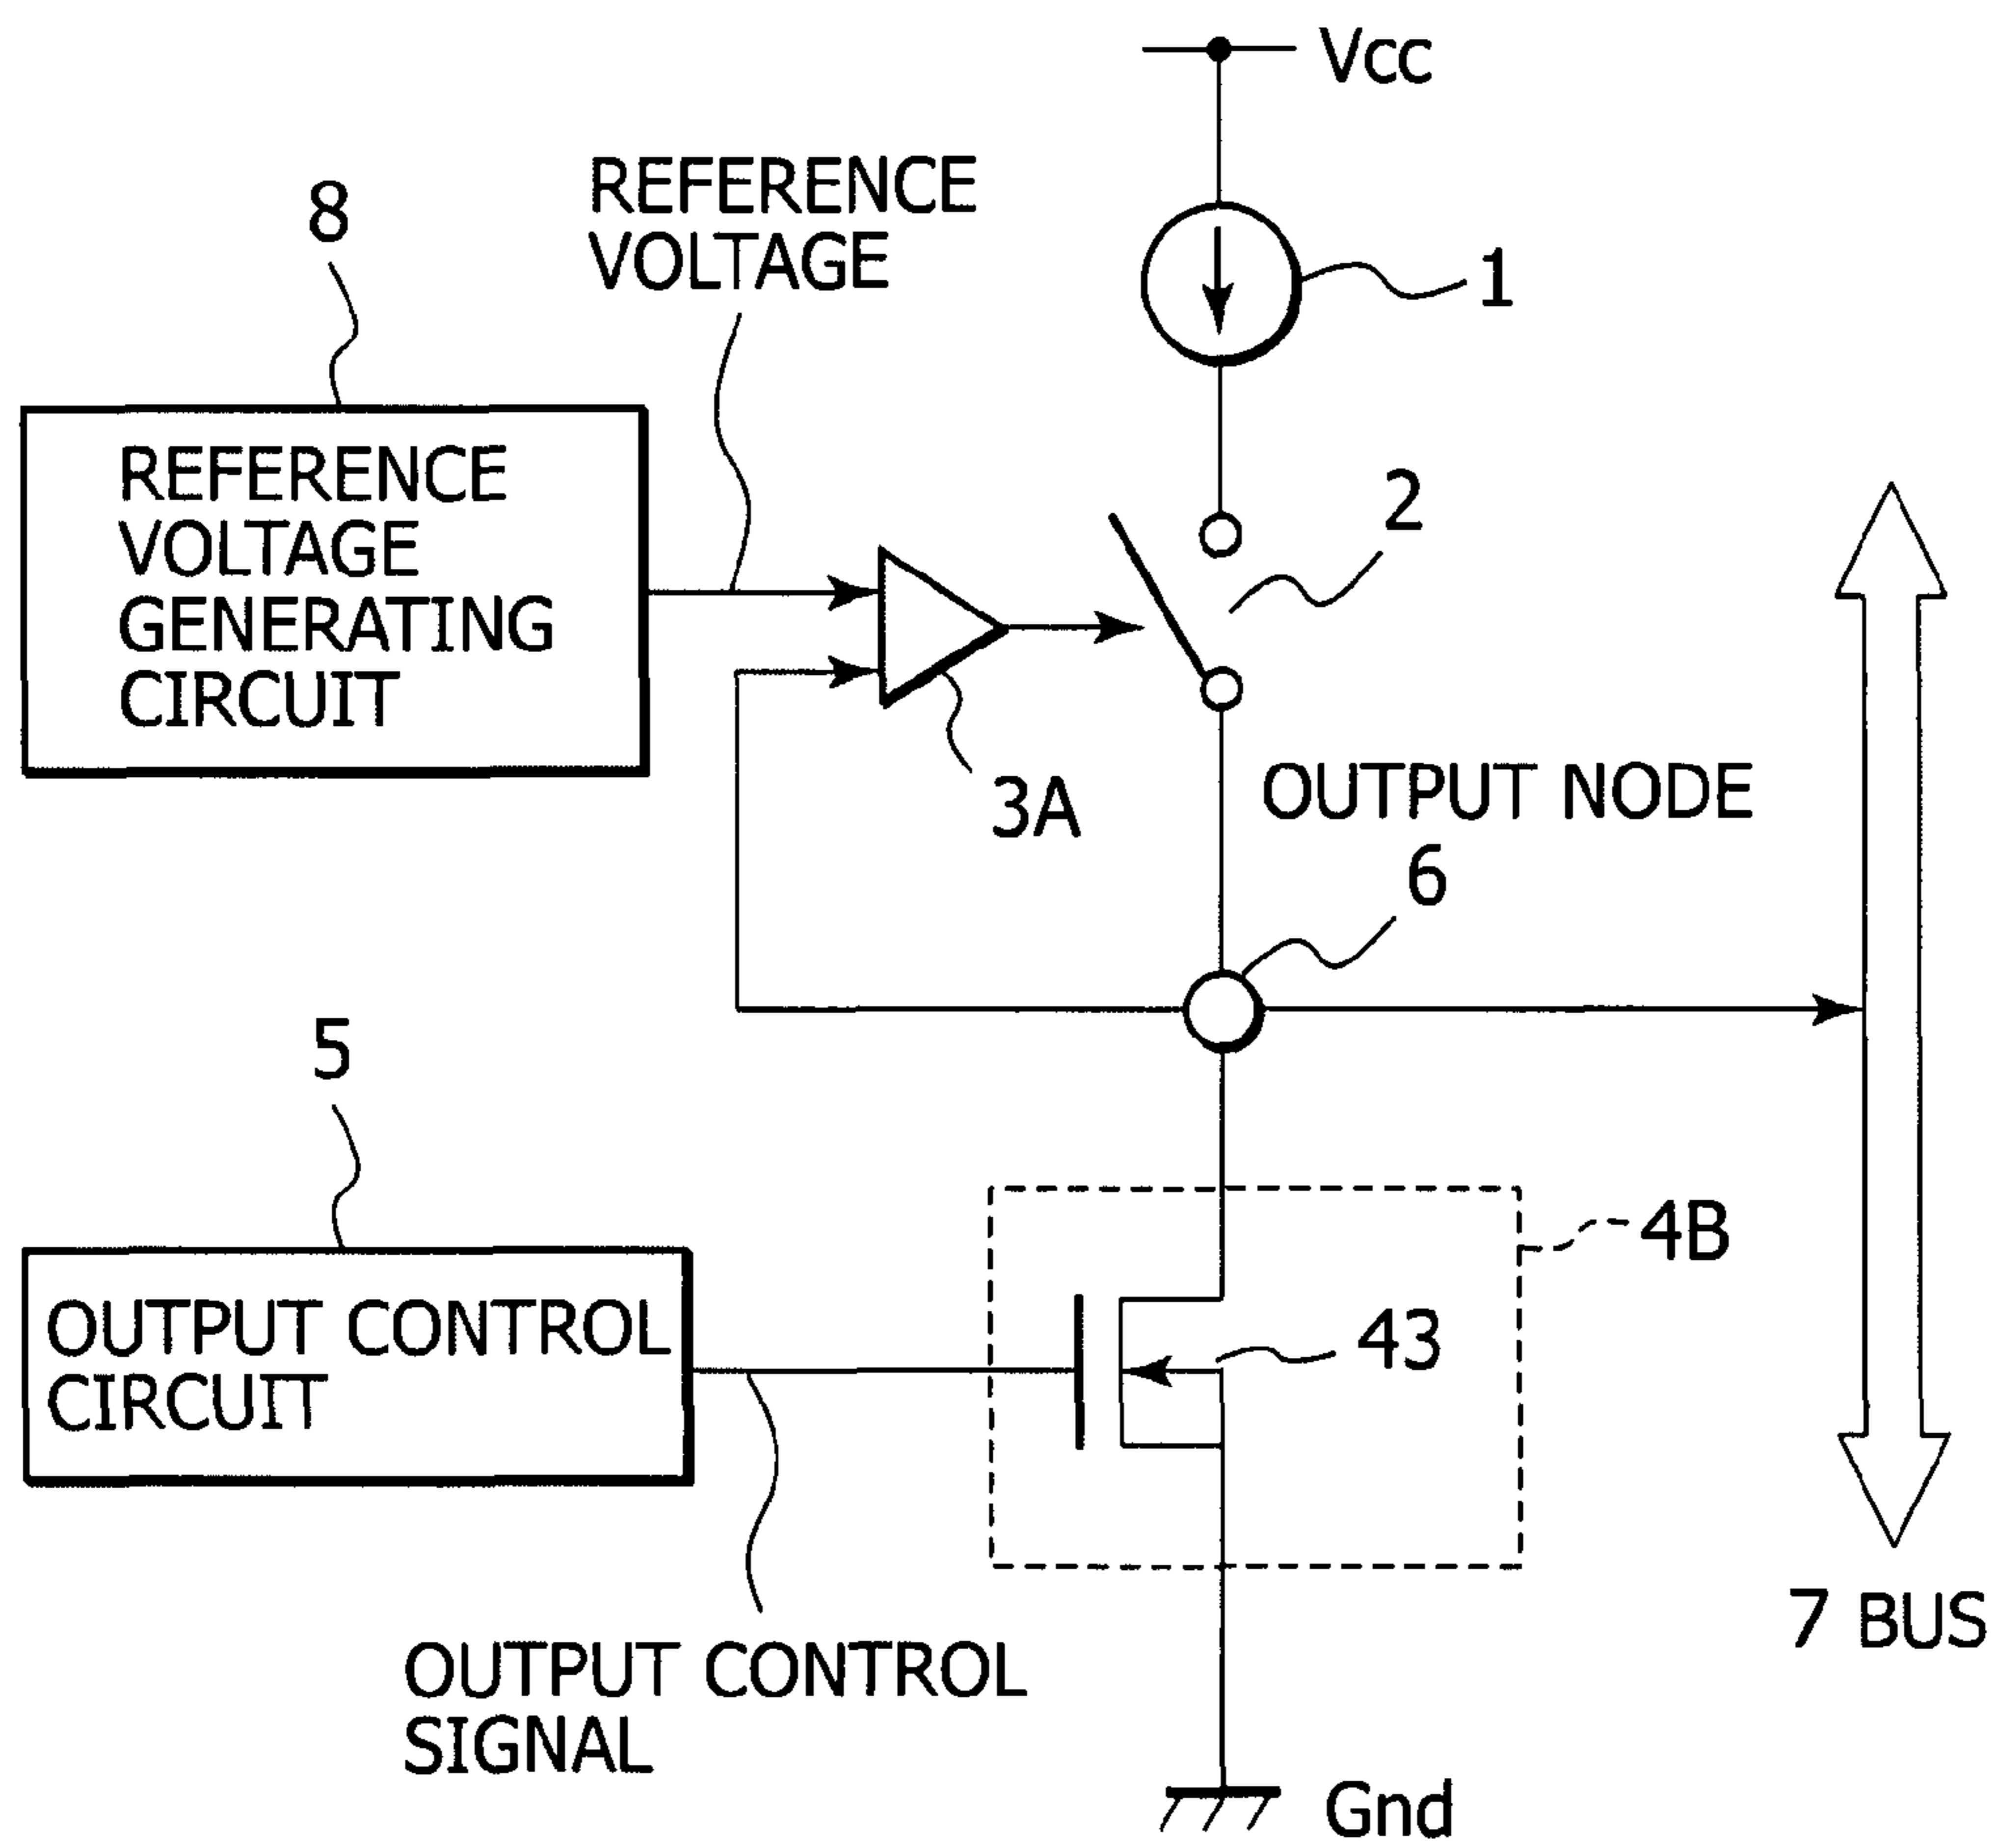 Vcc
REFERENCE
VOLTAGE
8
1
REFERENCE
VOLTAGE
GENERATING
CIRCUIT
2
3A
OUTPUT NODE
6
5
4B
OUTPUT CONTROL
CIRCUIT
43
7 BUS
OUTPUT CONTROL
SIGNAL
Gnd